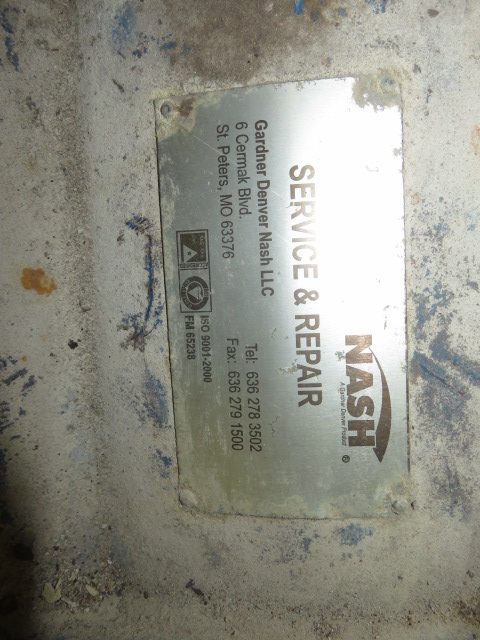 NASH ®
A Gardner Denver Product
SERVICE & REPAIR
Gardner Denver Nash LLC
6 Cermak Blvd.
St. Peters, MO 63376
Tel: 636 278 3502
Fax: 636 279 1500
ISO 9001-2000
FM 65238